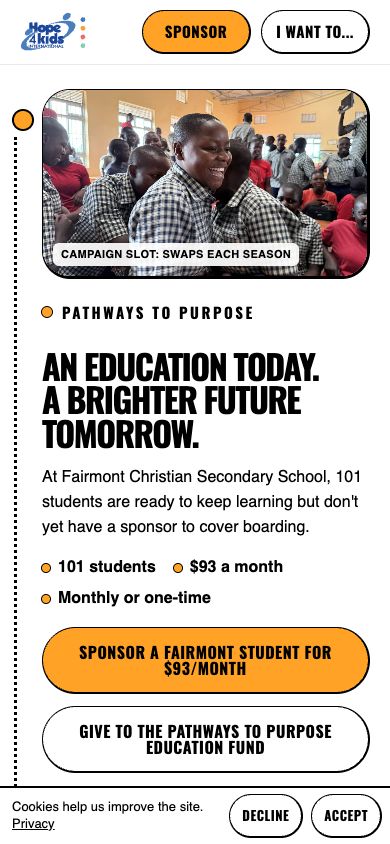 Hope
4kids
INTERNATIONAL
SPONSOR
I WANT TO...
CAMPAIGN SLOT: SWAPS EACH SEASON
PATHWAYS TO PURPOSE
AN EDUCATION TODAY.
A BRIGHTER FUTURE
TOMORROW.
At Fairmont Christian Secondary School, 101
students are ready to keep learning but don't
yet have a sponsor to cover boarding.
101 students
$93 a month
Monthly or one-time
SPONSOR A FAIRMONT STUDENT FOR
$93/MONTH
GIVE TO THE PATHWAYS TO PURPOSE
EDUCATION FUND
Cookies help us improve the site.
Privacy
DECLINE
ACCEPT